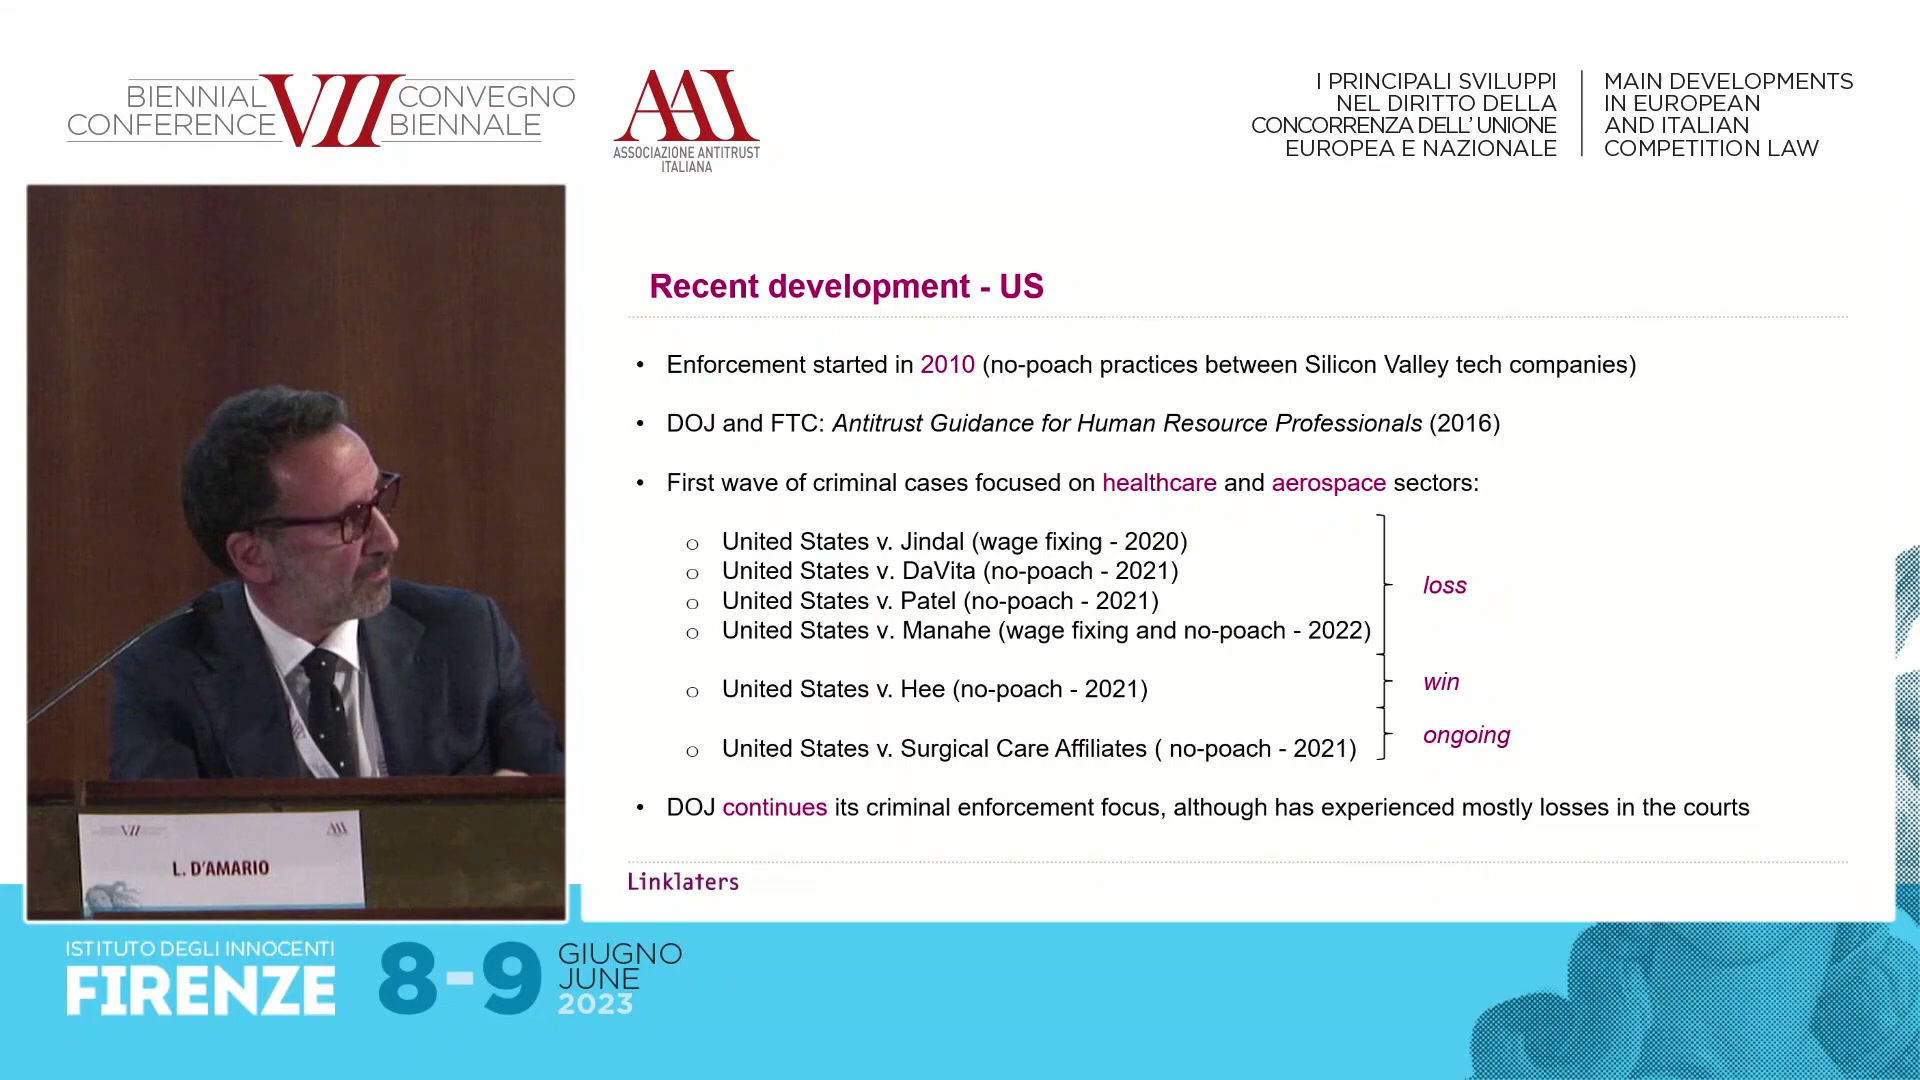 BIENNIAL CONFERENCE
VII
CONVEGNO BIENNALE
AAI
ASSOCIAZIONE ANTITRUST
ITALIANA
I PRINCIPALI SVILUPPI
NEL DIRITTO DELLA
CONCORRENZA DELL' UNIONE
EUROPEA E NAZIONALE
MAIN DEVELOPMENTS
IN EUROPEAN
AND ITALIAN
COMPETITION LAW
Recent development - US
• Enforcement started in 2010 (no-poach practices between Silicon Valley tech companies)
• DOJ and FTC: Antitrust Guidance for Human Resource Professionals (2016)
• First wave of criminal cases focused on healthcare and aerospace sectors:
o United States v. Jindal (wage fixing - 2020)
o United States v. DaVita (no-poach - 2021)
o United States v. Patel (no-poach - 2021)
o United States v. Manahe (wage fixing and no-poach - 2022)
loss
o United States v. Hee (no-poach - 2021)
win
o United States v. Surgical Care Affiliates ( no-poach - 2021)
ongoing
• DOJ continues its criminal enforcement focus, although has experienced mostly losses in the courts
Linklaters
VII
AAI
L. D'AMARIO
ISTITUTO DEGLI INNOCENTI
FIRENZE
8-9
GIUGNO
JUNE
2023